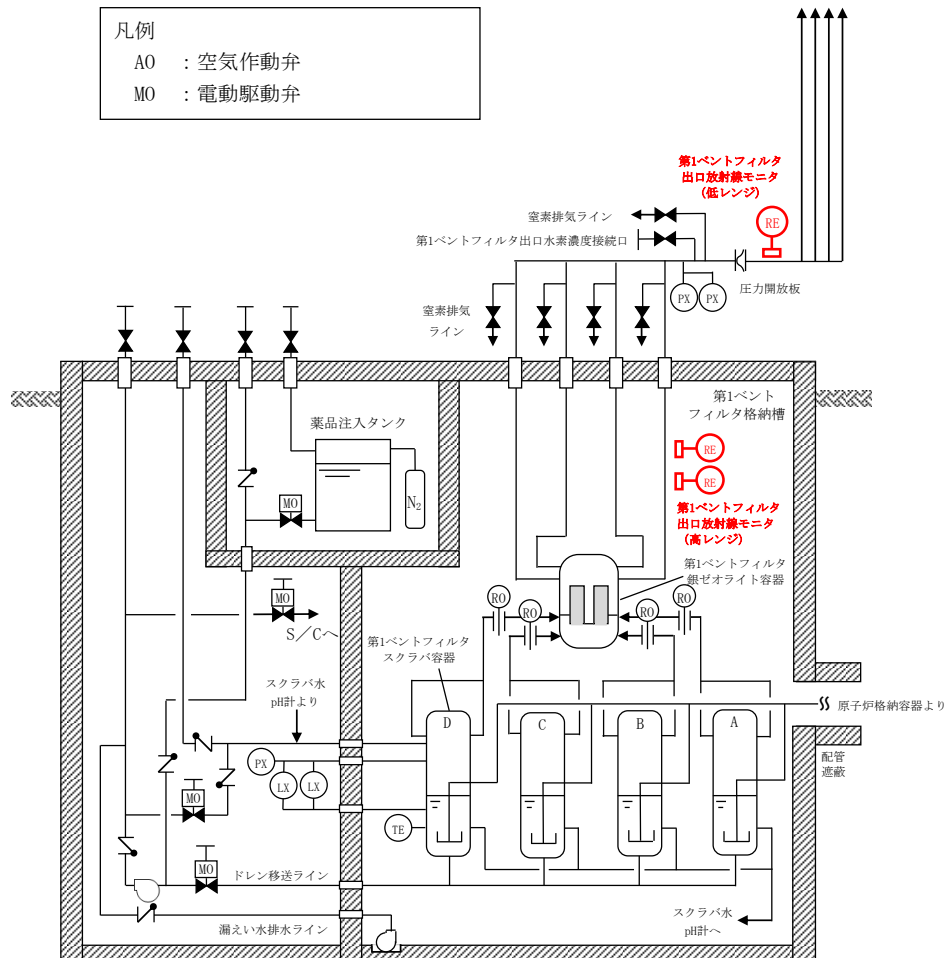 凡例
AO ：空気作動弁
MO ：電動駆動弁
第1ベントフィルタ
出口放射線モニタ
(低レンジ)
RE
窒素排気ライン
第1ベントフィルタ出口水素濃度接続口
圧力開放板
PX
PX
窒素排気
ライン
第1ベント
フィルタ格納槽
薬品注入タンク
MO
N2
RE
RE
第1ベントフィルタ
出口放射線モニタ
(高レンジ)
第1ベントフィルタ
銀ゼオライト容器
MO
S／Cへ
RO
RO
RO
RO
第1ベントフィルタ
スクラバ容器
スクラバ水
pH計より
原子炉格納容器より
D
C
B
A
配管
遮蔽
PX
LX
LX
MO
TE
MO
ドレン移送ライン
スクラバ水
pH計へ
漏えい水排水ライン